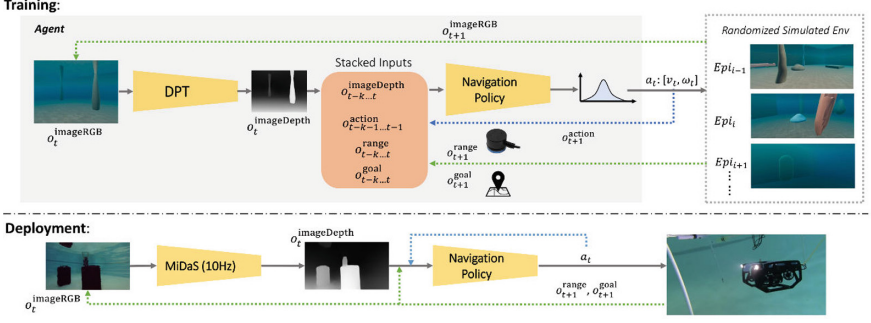 Training:
Agent
o_{t+1}^{imageRGB}
Randomized Simulated Env
Stacked Inputs
DPT
o_{t-k…t}^{imageDepth}
o_{t-k-1…t-1}^{action}
o_{t-k…t}^{range}
o_{t-k…t}^{goal}
Navigation
Policy
a_t: [v_t, ω_t]
Epi_{i-1}
Epi_i
Epi_{i+1}
o_t^{imageRGB}
o_t^{imageDepth}
o_{t+1}^{range}
o_{t+1}^{action}
o_{t+1}^{goal}
Deployment:
o_t^{imageDepth}
MiDaS (10Hz)
Navigation
Policy
a_t
o_{t+1}^{range}, o_{t+1}^{goal}
o_t^{imageRGB}